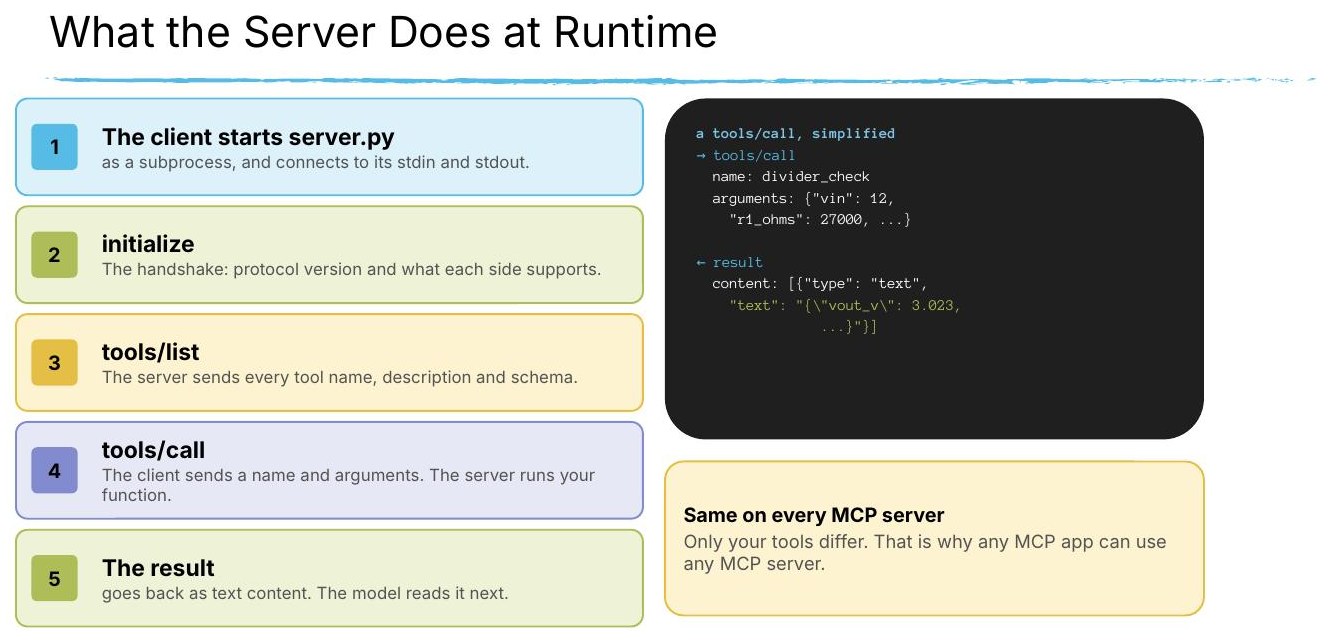 What the Server Does at Runtime
1
The client starts server.py
as a subprocess, and connects to its stdin and stdout.
2
initialize
The handshake: protocol version and what each side supports.
3
tools/list
The server sends every tool name, description and schema.
4
tools/call
The client sends a name and arguments. The server runs your
function.
5
The result
goes back as text content. The model reads it next.
a tools/call, simplified
→ tools/call
name: divider_check
arguments: {"vin": 12,
"r1_ohms": 27000, ...}
← result
content: [{"type": "text",
"text": "{\"vout_v\": 3.023,
...}"}]
Same on every MCP server
Only your tools differ. That is why any MCP app can use
any MCP server.